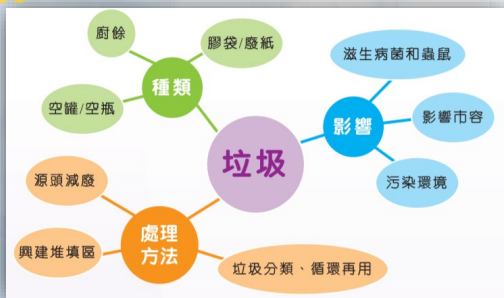 廚餘
膠袋/廢紙
種類
空罐/空瓶
滋生病菌和蟲鼠
影響
影響市容
污染環境
垃圾
源頭減廢
處理
方法
興建堆填區
垃圾分類、循環再用